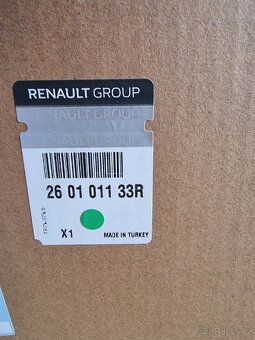 RENAULT GROUP
26 01 011 33R
X1
MADE IN TURKEY